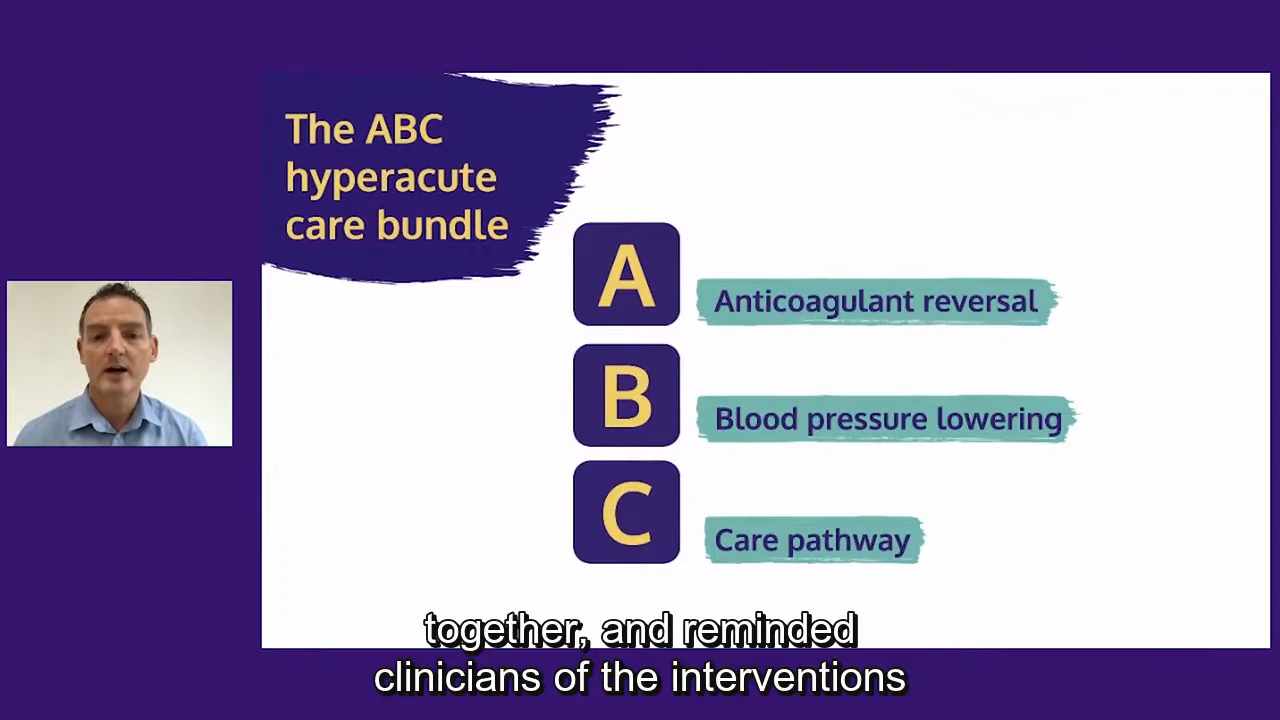 The ABC
hyperacute
care bundle
A
Anticoagulant reversal
B
Blood pressure lowering
C
Care pathway
together, and reminded
clinicians of the interventions